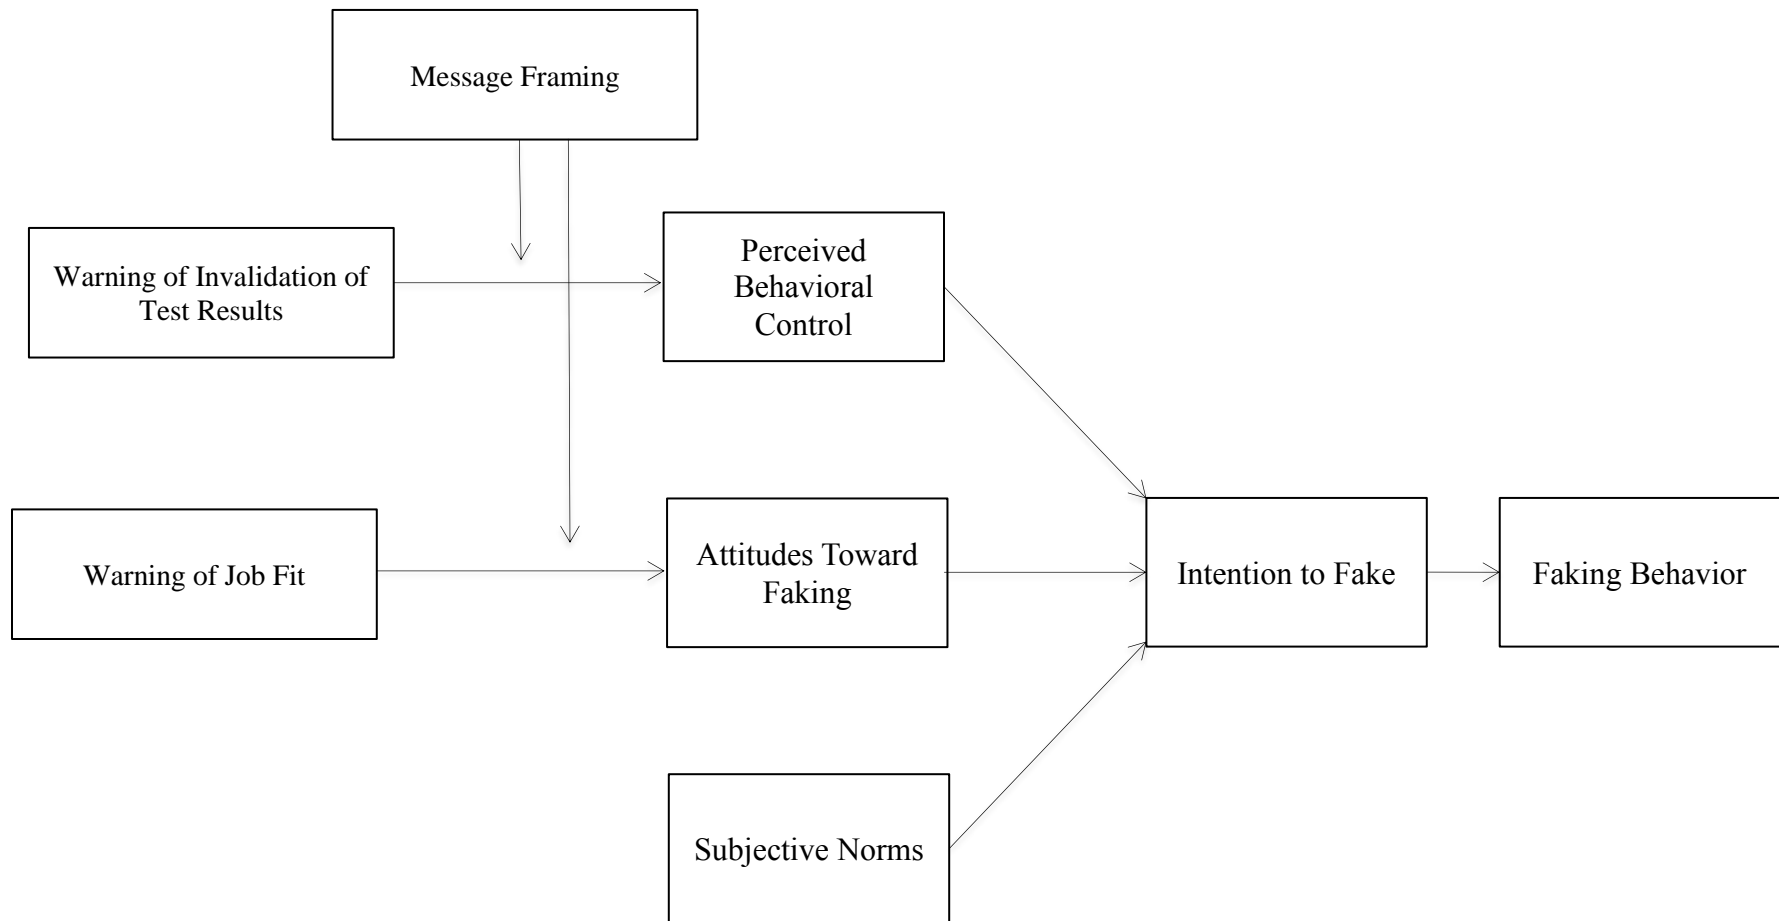 Message Framing
Warning of Invalidation of
Test Results
Perceived
Behavioral
Control
Warning of Job Fit
Attitudes Toward
Faking
Intention to Fake
Faking Behavior
Subjective Norms